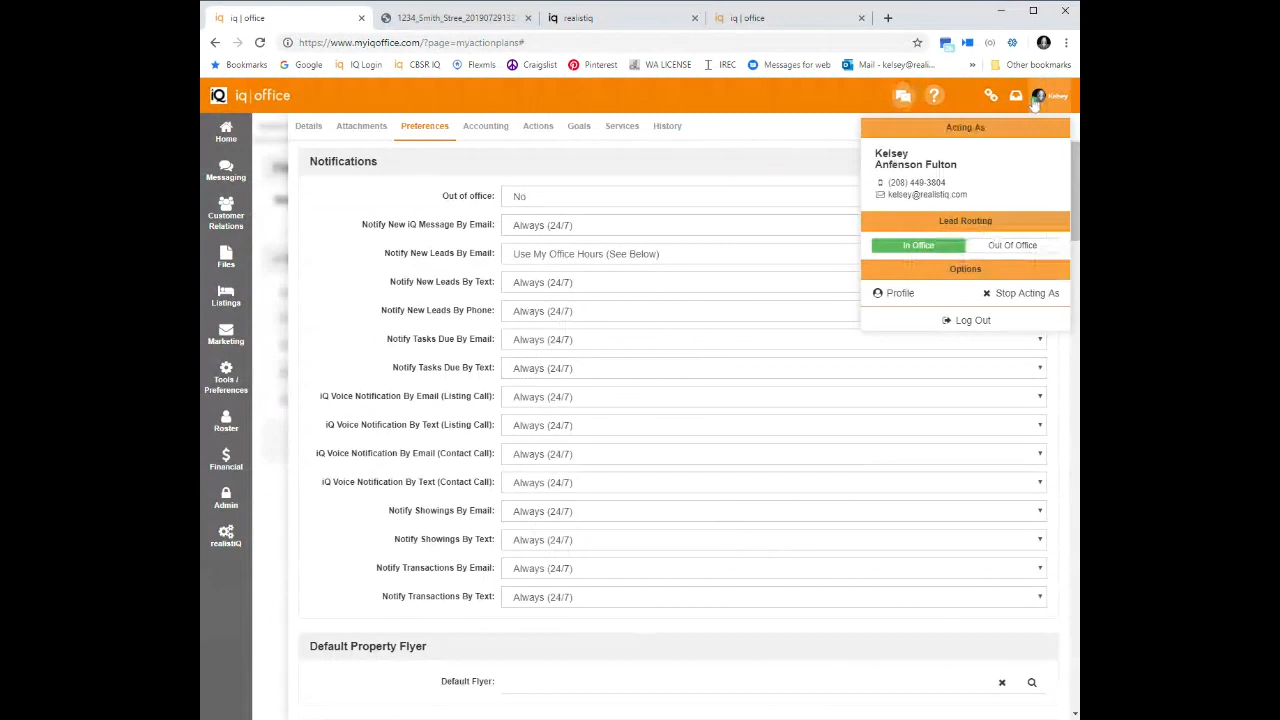 iq | office
1234_Smith_Stree_20190729132
realistiq
iq | office
https://www.myiqoffice.com/?page=myactionplans#
Bookmarks
Google
IQ Login
CBSR IQ
Flexmls
Craigslist
Pinterest
WA LICENSE
IREC
Messages for web
Mail - kelsey@reali...
»
Other bookmarks
iQ
iq|office
Kelsey
Home
Messaging
Customer
Relations
Files
Listings
Marketing
Tools /
Preferences
Roster
Financial
Admin
realistiQ
Details
Attachments
Preferences
Accounting
Actions
Goals
Services
History
Acting As
Kelsey
Anfenson Fulton
(208) 449-3804
kelsey@realistiq.com
Lead Routing
In Office
Out Of Office
Options
Profile
Stop Acting As
Log Out
Notifications
Out of office: No
Notify New iQ Message By Email: Always (24/7)
Notify New Leads By Email: Use My Office Hours (See Below)
Notify New Leads By Text: Always (24/7)
Notify New Leads By Phone: Always (24/7)
Notify Tasks Due By Email: Always (24/7)
Notify Tasks Due By Text: Always (24/7)
iQ Voice Notification By Email (Listing Call): Always (24/7)
iQ Voice Notification By Text (Listing Call): Always (24/7)
iQ Voice Notification By Email (Contact Call): Always (24/7)
iQ Voice Notification By Text (Contact Call): Always (24/7)
Notify Showings By Email: Always (24/7)
Notify Showings By Text: Always (24/7)
Notify Transactions By Email: Always (24/7)
Notify Transactions By Text: Always (24/7)
Default Property Flyer
Default Flyer: